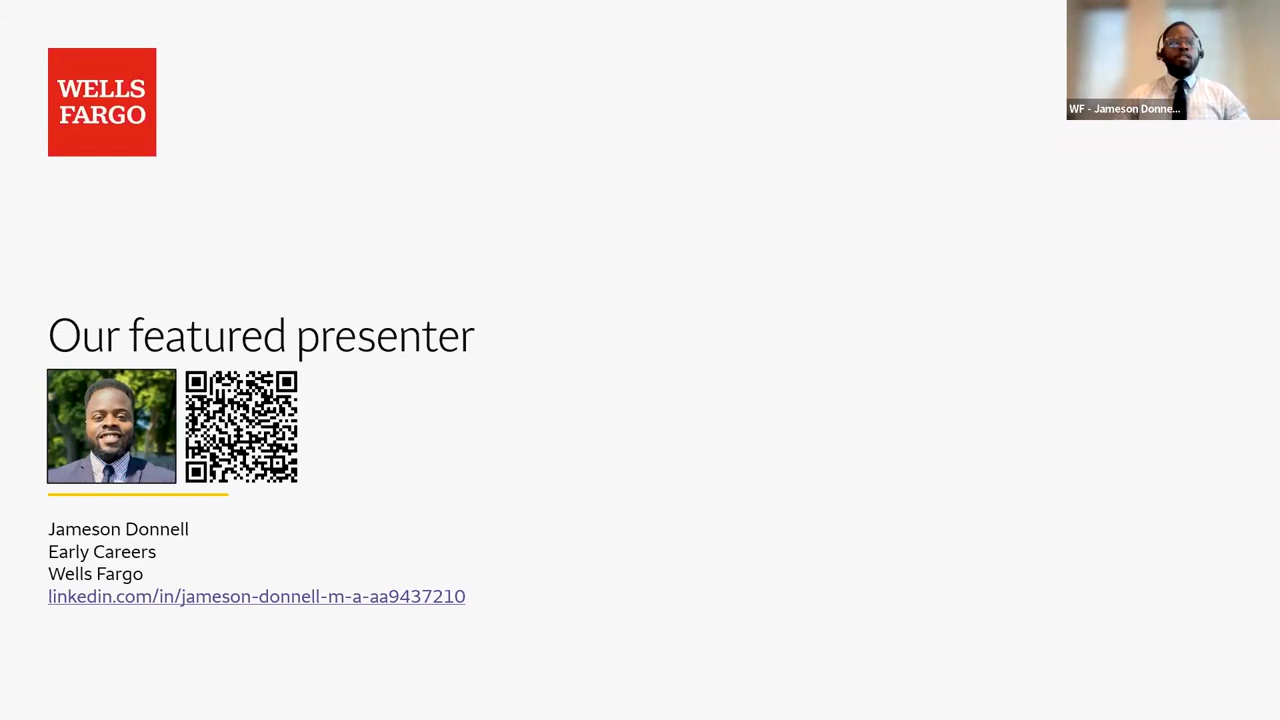 WELLS
FARGO
WF - Jameson Donne...
Our featured presenter
Jameson Donnell
Early Careers
Wells Fargo
linkedin.com/in/jameson-donnell-m-a-aa9437210